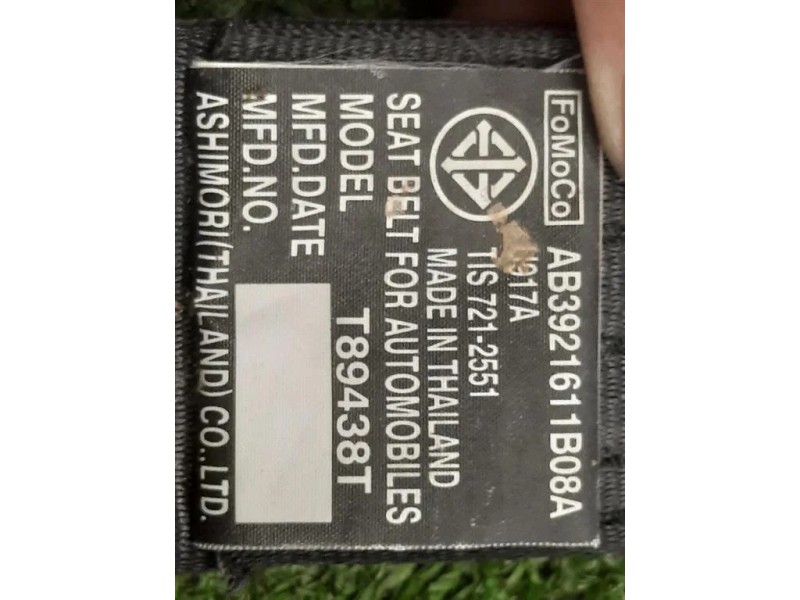 FoMoCo AB3921611B08A
TIS 721-2551
MADE IN THAILAND
SEAT BELT FOR AUTOMOBILES
MODEL T89438T
MFD.DATE
MFD.NO.
ASHIMORI(THAILAND) CO.,LTD.